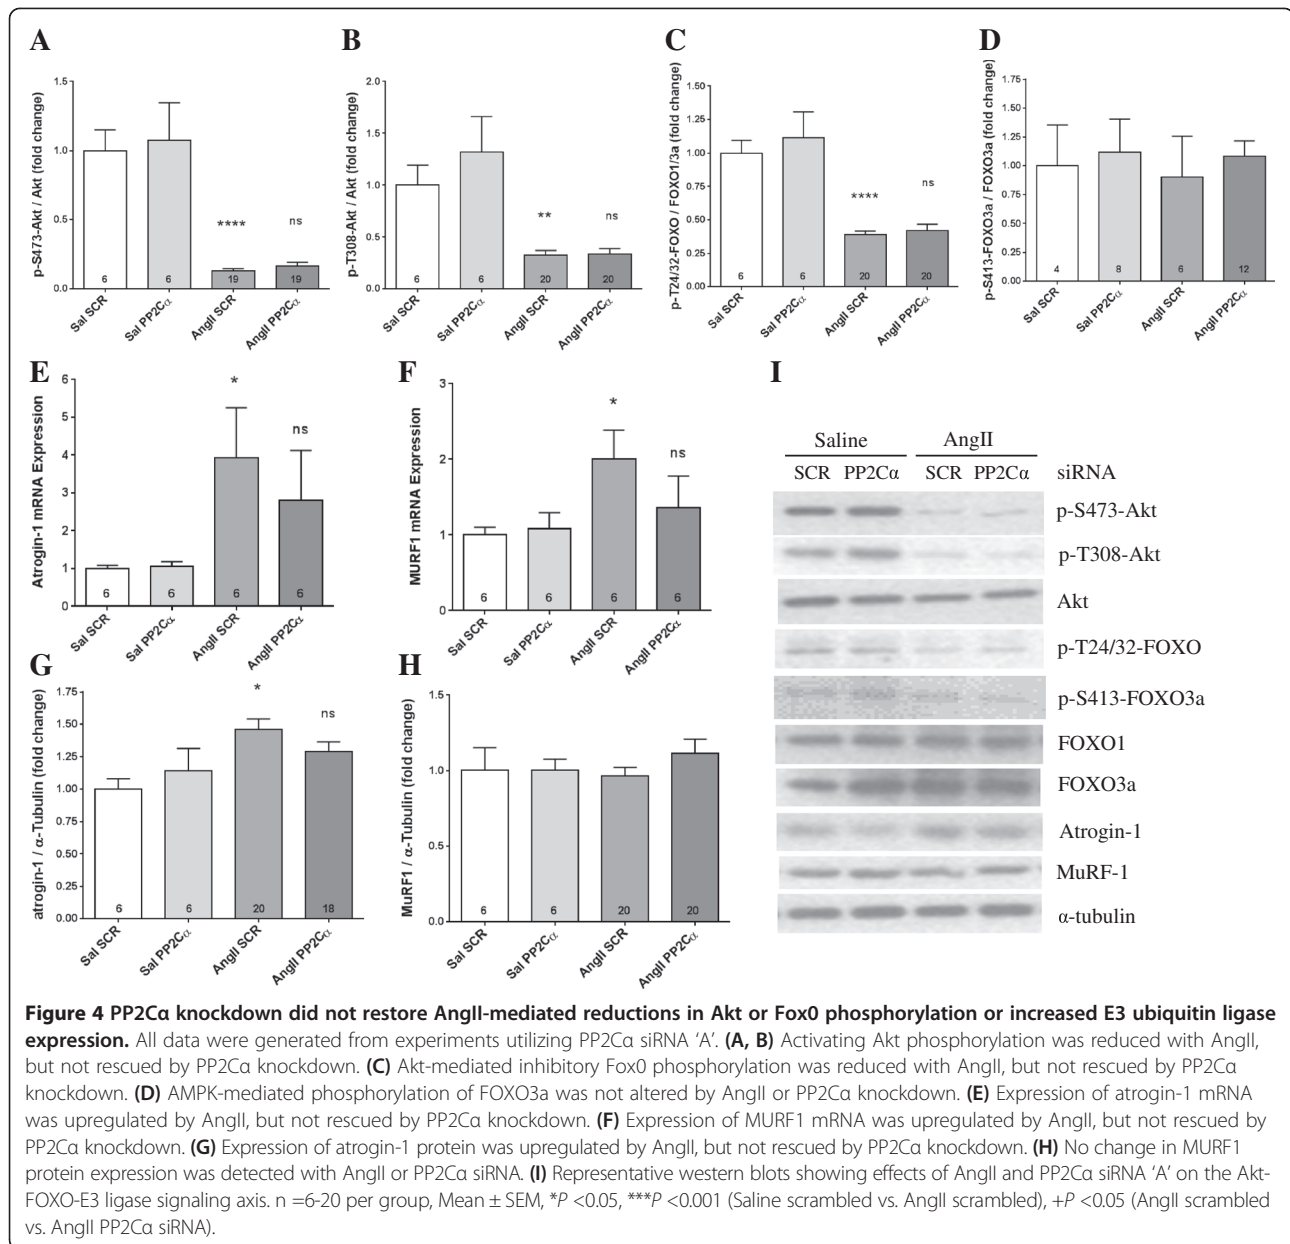 A
p-S473-Akt / Akt (fold change)
1.5
1.0
0.5
0.0
****
ns
6
6
19
19
Sal SCR
Sal PP2Cα
AngII SCR
AngII PP2Cα
B
p-T308-Akt / Akt (fold change)
2.0
1.5
1.0
0.5
0.0
**
ns
6
6
20
20
Sal SCR
Sal PP2Cα
AngII SCR
AngII PP2Cα
C
p-T24/32-FOXO / FOXO1/3a (fold change)
1.50
1.25
1.00
0.75
0.50
0.25
0.00
****
ns
6
6
20
20
Sal SCR
Sal PP2Cα
AngII SCR
AngII PP2Cα
D
p-S413-FOXO3a / FOXO3a (fold change)
1.75
1.50
1.25
1.00
0.75
0.50
0.25
0.00
4
8
6
12
Sal SCR
Sal PP2Cα
AngII SCR
AngII PP2Cα
E
Atrogin-1 mRNA Expression
6
5
4
3
2
1
0
*
ns
6
6
6
6
Sal SCR
Sal PP2Cα
AngII SCR
AngII PP2Cα
F
MURF1 mRNA Expression
3
2
1
0
*
ns
6
6
6
6
Sal SCR
Sal PP2Cα
AngII SCR
AngII PP2Cα
G
atrogin-1 / α-Tubulin (fold change)
1.75
1.50
1.25
1.00
0.75
0.50
0.25
0.00
*
ns
6
6
20
18
Sal SCR
Sal PP2Cα
AngII SCR
AngII PP2Cα
H
MuRF1 / α-Tubulin (fold change)
1.5
1.0
0.5
0.0
6
6
20
20
Sal SCR
Sal PP2Cα
AngII SCR
AngII PP2Cα
I
Saline AngII
SCR PP2Cα SCR PP2Cα siRNA
p-S473-Akt
p-T308-Akt
Akt
p-T24/32-FOXO
p-S413-FOXO3a
FOXO1
FOXO3a
Atrogin-1
MuRF-1
α-tubulin
Figure 4 PP2Cα knockdown did not restore AngII-mediated reductions in Akt or Fox0 phosphorylation or increased E3 ubiquitin ligase
expression. All data were generated from experiments utilizing PP2Cα siRNA ‘A’. (A, B) Activating Akt phosphorylation was reduced with AngII,
but not rescued by PP2Cα knockdown. (C) Akt-mediated inhibitory Fox0 phosphorylation was reduced with AngII, but not rescued by PP2Cα
knockdown. (D) AMPK-mediated phosphorylation of FOXO3a was not altered by AngII or PP2Cα knockdown. (E) Expression of atrogin-1 mRNA
was upregulated by AngII, but not rescued by PP2Cα knockdown. (F) Expression of MURF1 mRNA was upregulated by AngII, but not rescued by
PP2Cα knockdown. (G) Expression of atrogin-1 protein was upregulated by AngII, but not rescued by PP2Cα knockdown. (H) No change in MURF1
protein expression was detected with AngII or PP2Cα siRNA. (I) Representative western blots showing effects of AngII and PP2Cα siRNA ‘A’ on the Akt-
FOXO-E3 ligase signaling axis. n =6-20 per group, Mean ± SEM, *P <0.05, ***P <0.001 (Saline scrambled vs. AngII scrambled), +P <0.05 (AngII scrambled
vs. AngII PP2Cα siRNA).